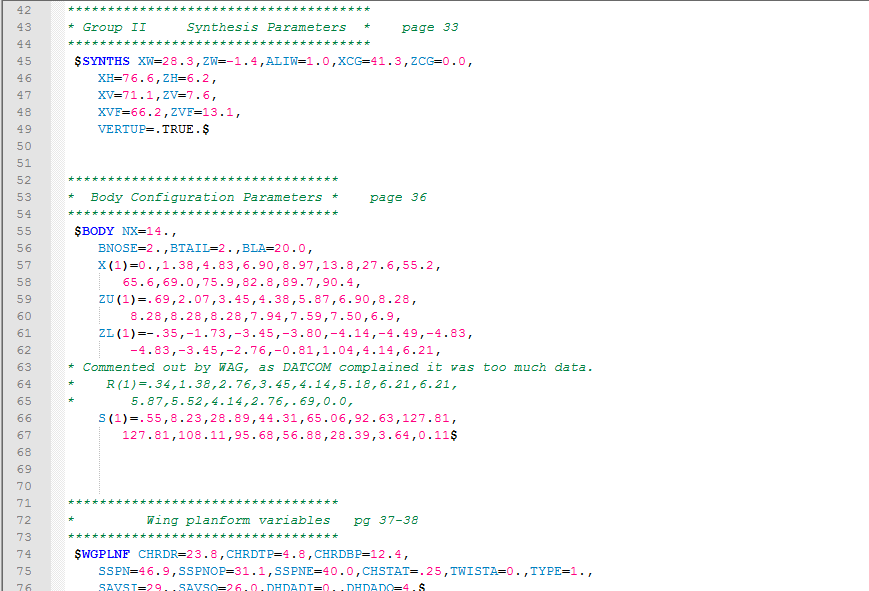 42 **************************************
43 * Group II     Synthesis Parameters  *    page 33
44 **************************************
45  $SYNTHS XW=28.3,ZW=-1.4,ALIW=1.0,XCG=41.3,ZCG=0.0,
46     XH=76.6,ZH=6.2,
47     XV=71.1,ZV=7.6,
48     XVF=66.2,ZVF=13.1,
49     VERTUP=.TRUE.$
50
51
52 **********************************
53 *  Body Configuration Parameters *    page 36
54 **********************************
55  $BODY NX=14.,
56     BNOSE=2.,BTAIL=2.,BLA=20.0,
57     X(1)=0.,1.38,4.83,6.90,8.97,13.8,27.6,55.2,
58        65.6,69.0,75.9,82.8,89.7,90.4,
59     ZU(1)=.69,2.07,3.45,4.38,5.87,6.90,8.28,
60         8.28,8.28,8.28,7.94,7.59,7.50,6.9,
61     ZL(1)=-.35,-1.73,-3.45,-3.80,-4.14,-4.49,-4.83,
62         -4.83,-3.45,-2.76,-0.81,1.04,4.14,6.21,
63 * Commented out by WAG, as DATCOM complained it was too much data.
64 *    R(1)=.34,1.38,2.76,3.45,4.14,5.18,6.21,6.21,
65 *       5.87,5.52,4.14,2.76,.69,0.0,
66     S(1)=.55,8.23,28.89,44.31,65.06,92.63,127.81,
67        127.81,108.11,95.68,56.88,28.39,3.64,0.11$
68
69
70
71 **********************************
72 *         Wing planform variables   pg 37-38
73 **********************************
74  $WGPLNF CHRDR=23.8,CHRDTP=4.8,CHRDBP=12.4,
75     SSPN=46.9,SSPNOP=31.1,SSPNE=40.0,CHSTAT=.25,TWISTA=0.,TYPE=1.,
76     SAVSI=29.,SAVSO=26.0,DHDADI=0.,DHDADO=4.$